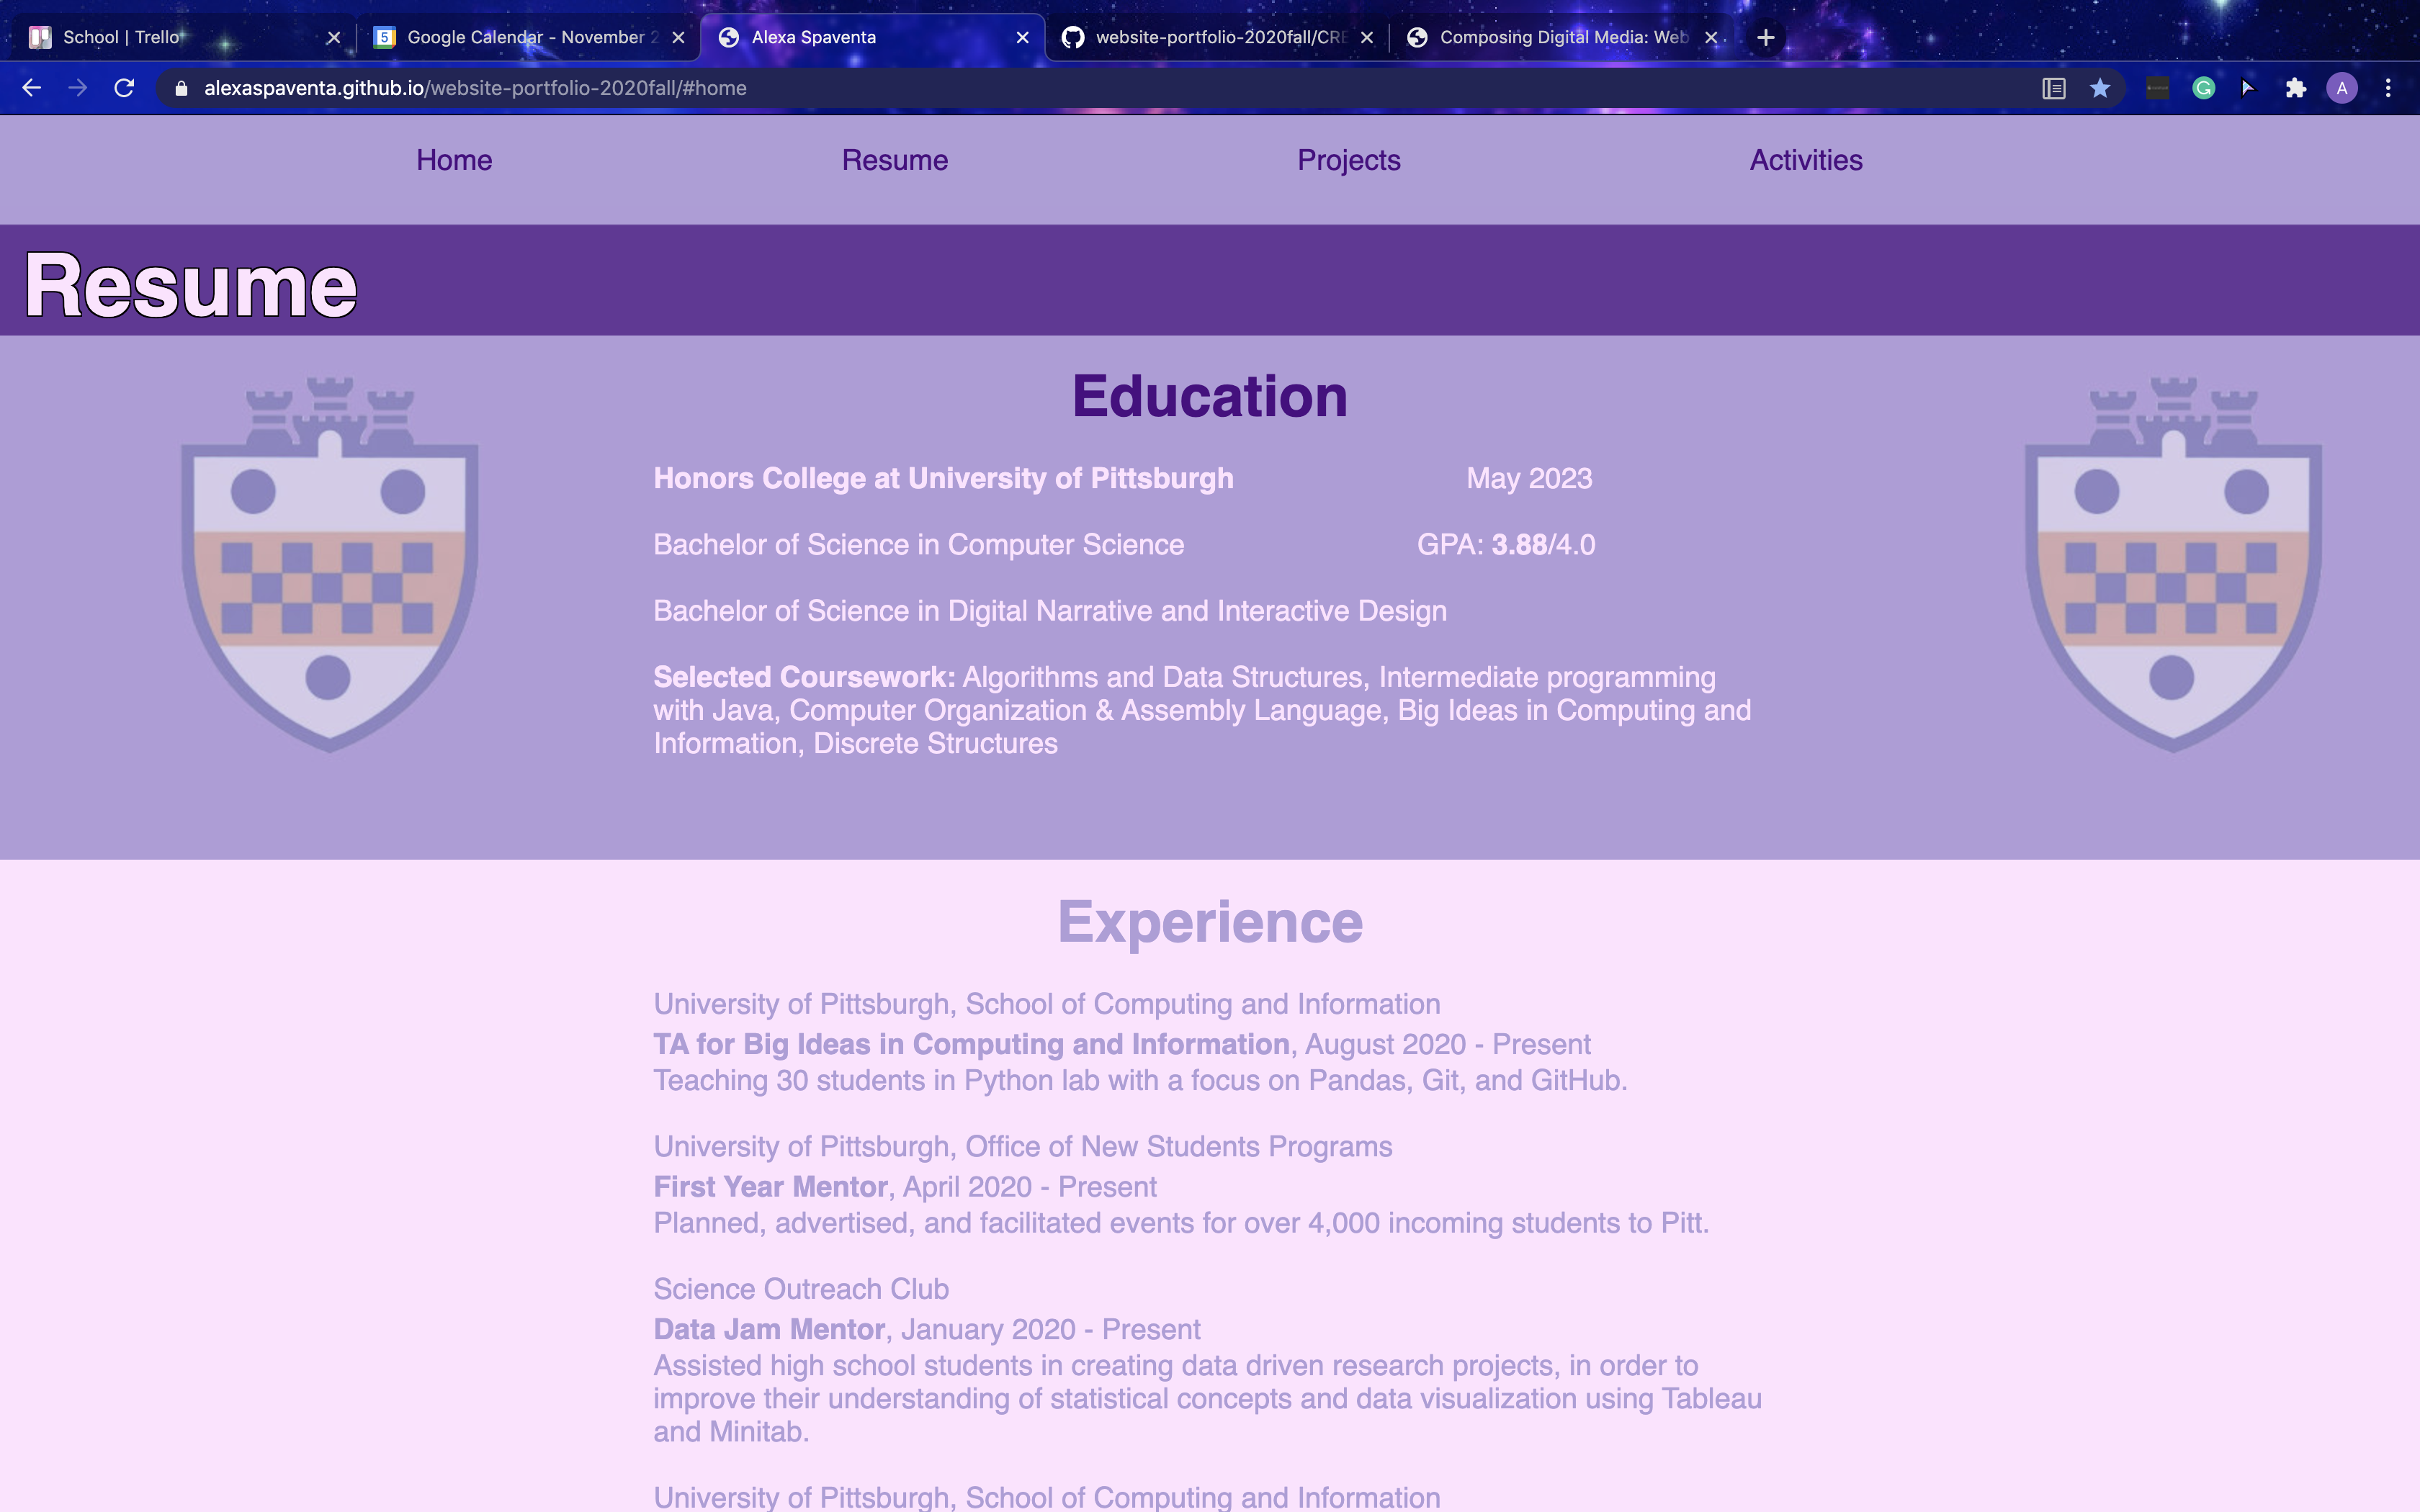 School | Trello
Google Calendar - November 2
Alexa Spaventa
website-portfolio-2020fall/CRE
Composing Digital Media: Web
alexaspaventa.github.io/website-portfolio-2020fall/#home
A
Home Resume Projects Activities
Resume
Education
Honors College at University of Pittsburgh May 2023
Bachelor of Science in Computer Science GPA: 3.88/4.0
Bachelor of Science in Digital Narrative and Interactive Design
Selected Coursework: Algorithms and Data Structures, Intermediate programming
with Java, Computer Organization & Assembly Language, Big Ideas in Computing and
Information, Discrete Structures
Experience
University of Pittsburgh, School of Computing and Information
TA for Big Ideas in Computing and Information, August 2020 - Present
Teaching 30 students in Python lab with a focus on Pandas, Git, and GitHub.
University of Pittsburgh, Office of New Students Programs
First Year Mentor, April 2020 - Present
Planned, advertised, and facilitated events for over 4,000 incoming students to Pitt.
Science Outreach Club
Data Jam Mentor, January 2020 - Present
Assisted high school students in creating data driven research projects, in order to
improve their understanding of statistical concepts and data visualization using Tableau
and Minitab.
University of Pittsburgh, School of Computing and Information